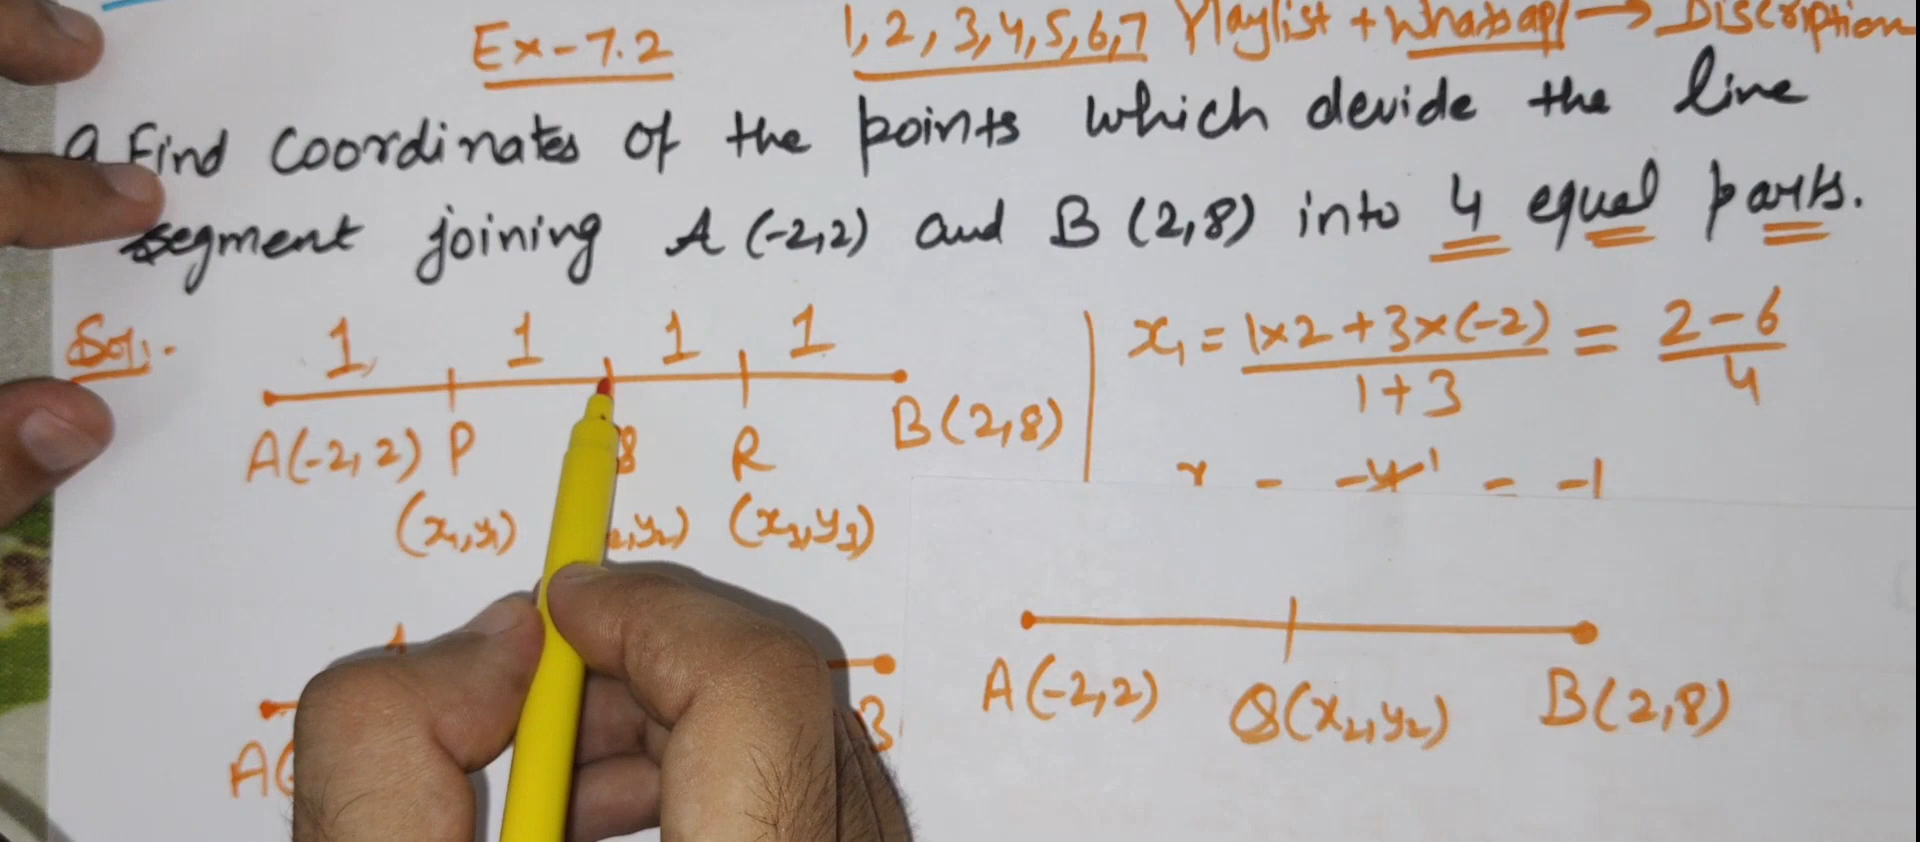 Ex-7.2 1,2,3,4,5,6,7 Playlist + Whatsapp → Discription
Q Find Coordinates of the points which devide the line
segment joining A (-2,2) and B (2,8) into 4 equal parts.
Sol:-
1 1 1 1
A(-2,2) P R B(2,8)
(x₁,y₁) ,y₂) (x₃,y₃)
x₁ = 1×2+3×(-2) / 1+3 = 2-6 / 4
= -1
A(-2,2) Q(x₂,y₂) B(2,8)
A( B